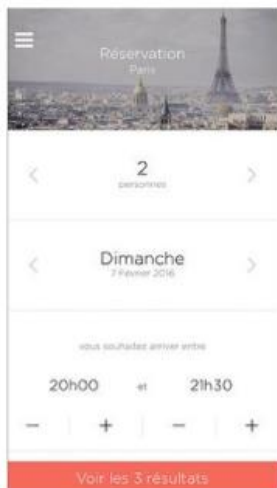 Réservation
Paris
2
personnes
Dimanche
7 Février 2016
vous souhaitez arriver entre
20h00 et 21h30
− + − +
Voir les 3 résultats